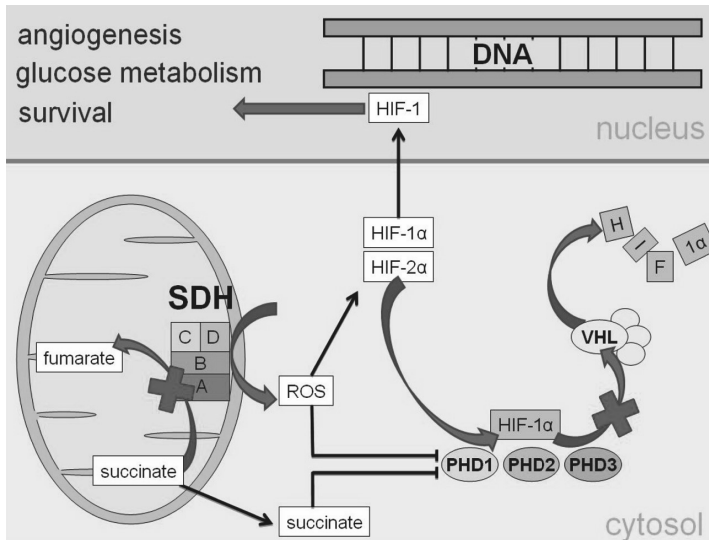 angiogenesis
glucose metabolism
survival
DNA
HIF-1
nucleus
HIF-1α
HIF-2α
H
I
F
1α
SDH
C
D
B
A
fumarate
ROS
VHL
HIF-1α
PHD1
PHD2
PHD3
succinate
succinate
cytosol